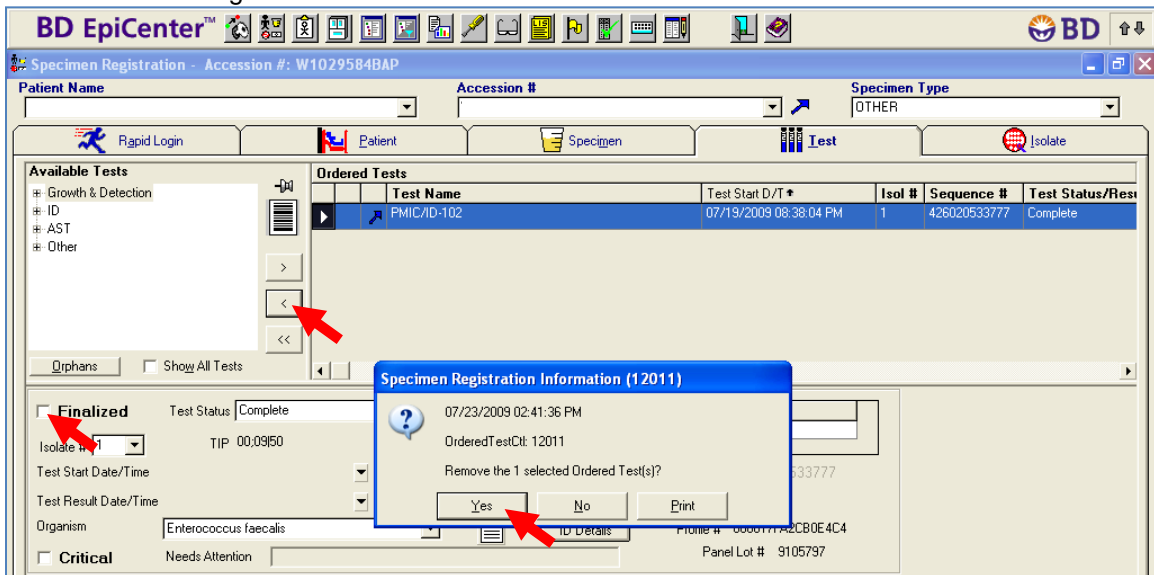 BD EpiCenter™
BD
Specimen Registration - Accession #: W1029584BAP
Patient Name Accession # Specimen Type
OTHER
Rapid Login Patient Specimen Test Isolate
Available Tests Ordered Tests
Growth & Detection
ID
AST
Other
Test Name Test Start D/T Isol # Sequence # Test Status/Resu
PMIC/ID-102 07/19/2009 08:38:04 PM 1 426020533777 Complete
>
<
<<
Orphans Show All Tests
Specimen Registration Information (12011)
07/23/2009 02:41:36 PM
OrderedTestCtl: 12011
Remove the 1 selected Ordered Test(s)?
Yes No Print
Finalized Test Status Complete
Isolate # 1 TIP 00;09|50
Test Start Date/Time 533777
Test Result Date/Time
Organism Enterococcus faecalis ID Details Profile #
Critical Needs Attention Panel Lot # 9105797